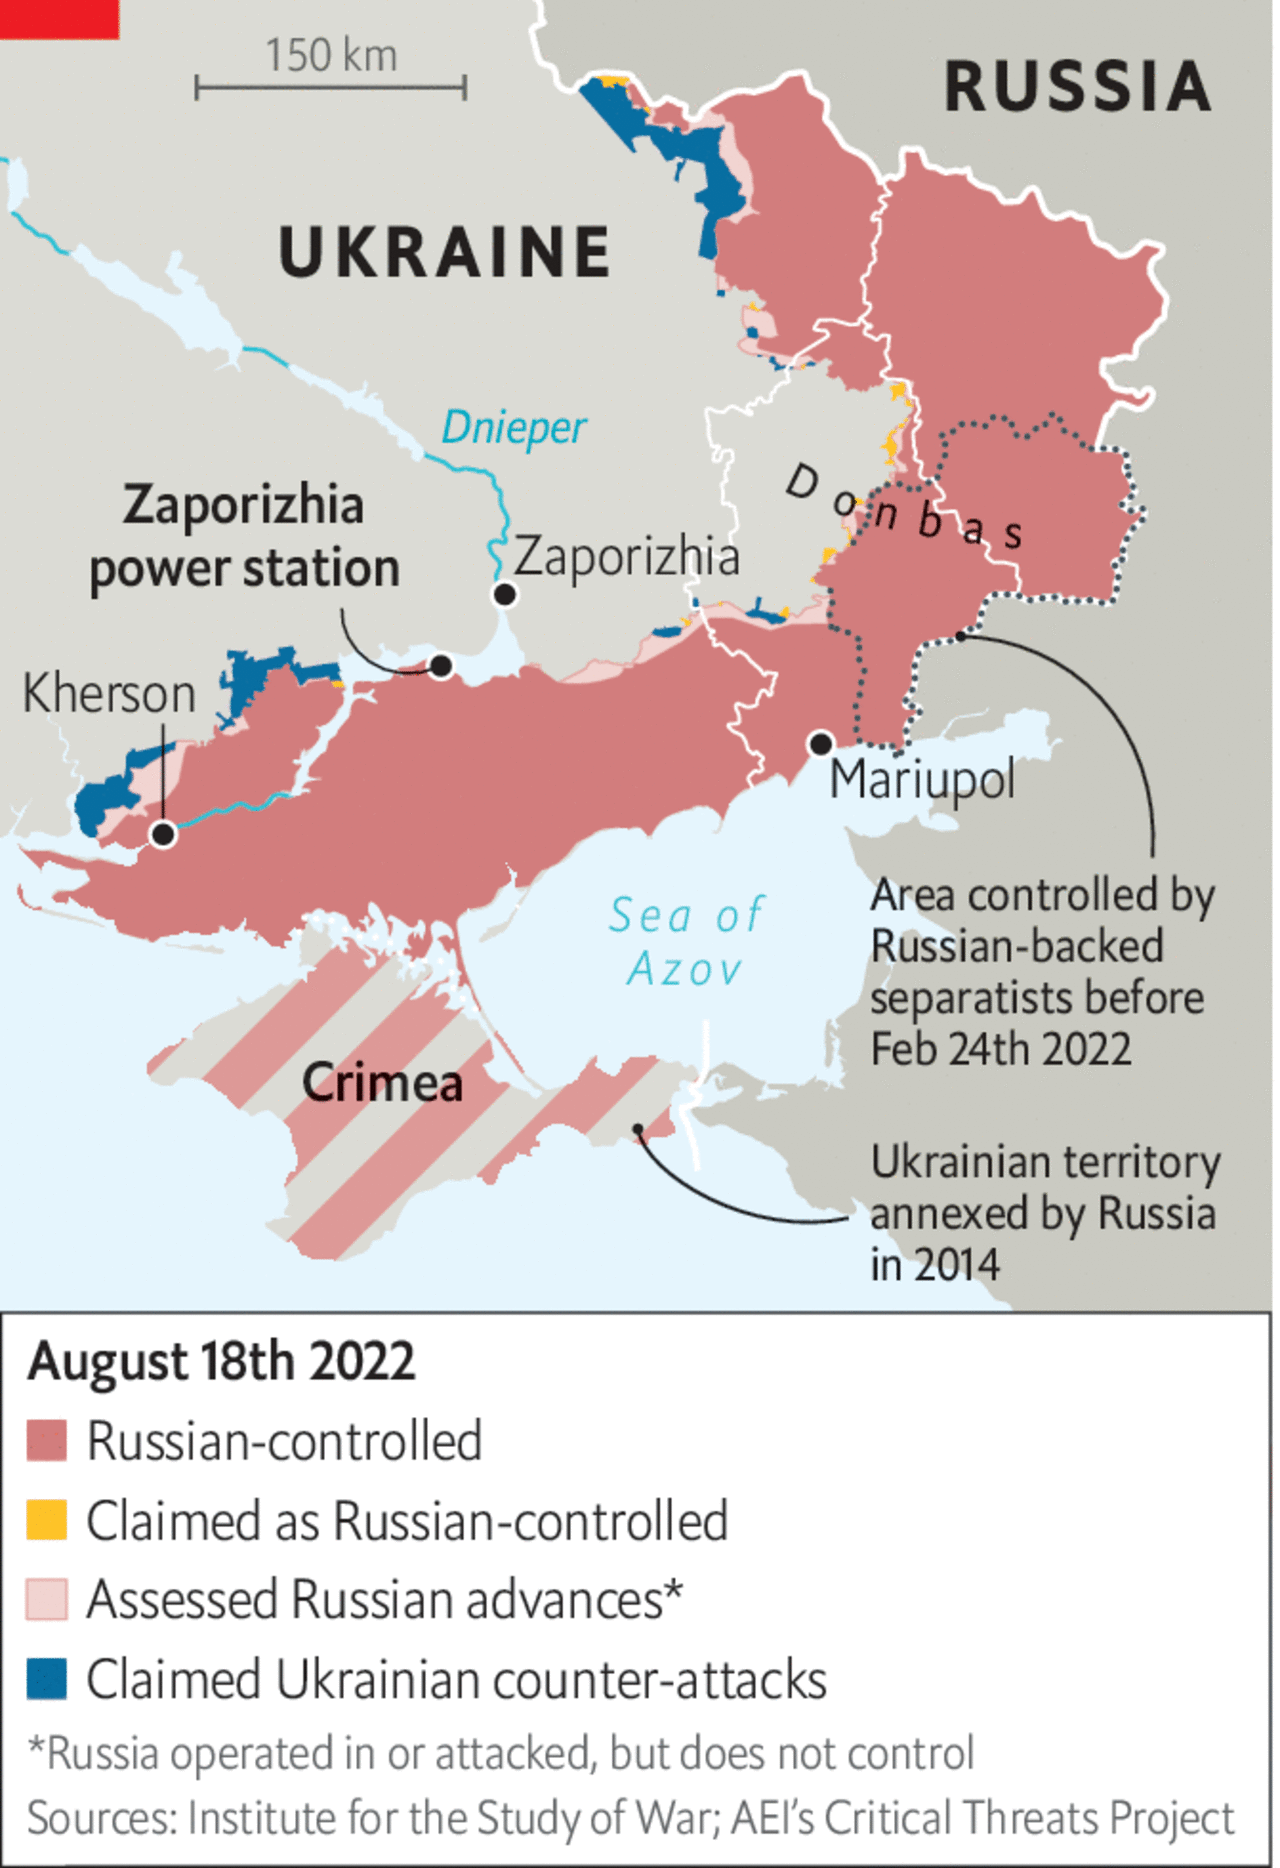 150 km
RUSSIA
UKRAINE
Dnieper
Donbas
Zaporizhia
power station
Zaporizhia
Kherson
Mariupol
Sea of
Azov
Area controlled by
Russian-backed
separatists before
Feb 24th 2022
Crimea
Ukrainian territory
annexed by Russia
in 2014
August 18th 2022
Russian-controlled
Claimed as Russian-controlled
Assessed Russian advances*
Claimed Ukrainian counter-attacks
*Russia operated in or attacked, but does not control
Sources: Institute for the Study of War; AEI’s Critical Threats Project